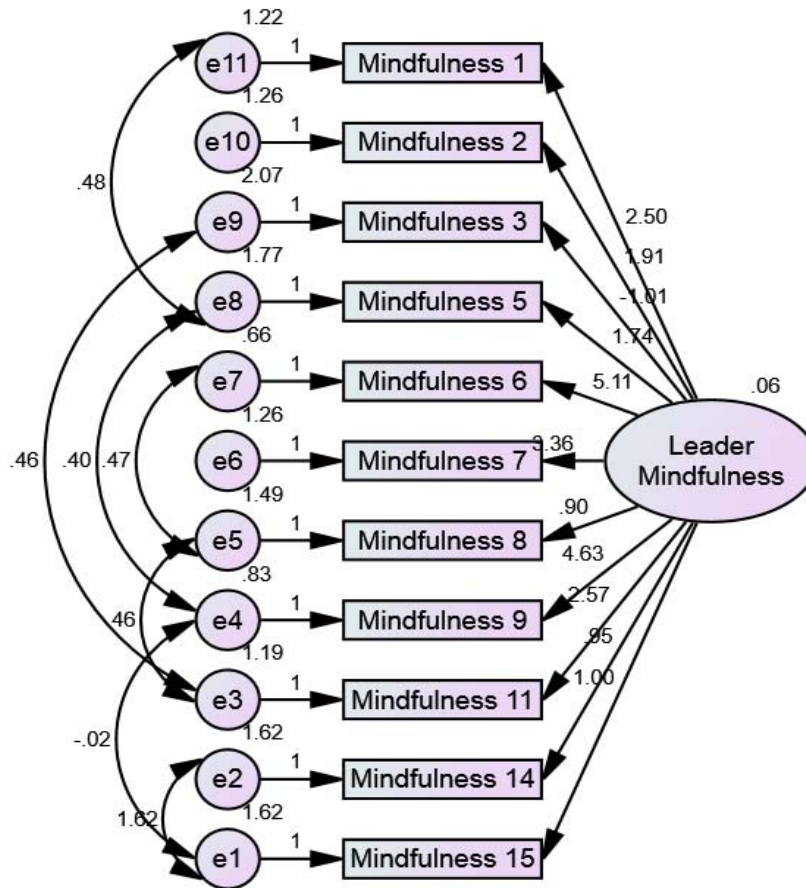 1.22
e11 1 Mindfulness 1
1.26
e10 1 Mindfulness 2
2.07
.48
e9 1 Mindfulness 3
2.50
1.77
1.91
e8 1 Mindfulness 5
-1.01
.66
1.74
e7 1 Mindfulness 6
5.11
.06
1.26
.46 .40 .47 e6 1 Mindfulness 7
3.36
Leader
Mindfulness
1.49
.90
e5 1 Mindfulness 8
4.63
.83
46 e4 1 Mindfulness 9
2.57
1.19
.95
e3 1 Mindfulness 11
1.00
1.62
-.02
e2 1 Mindfulness 14
1.62
1.62
e1 1 Mindfulness 15